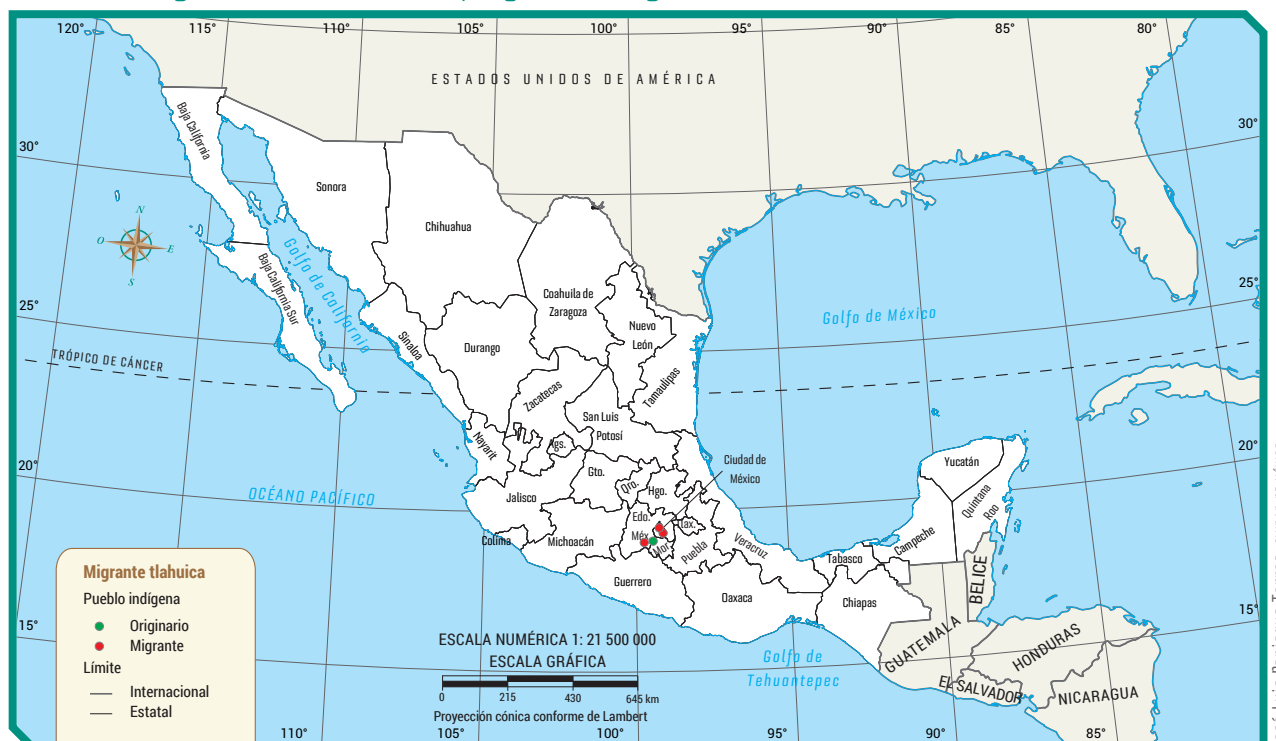 120°
115°
110°
105°
100°
95°
90°
85°
80°
ESTADOS UNIDOS DE AMÉRICA
30°
30°
Baja California
Sonora
Chihuahua
N
O
E
S
Golfo de California
Baja California Sur
Coahuila de
Zaragoza
25°
25°
Nuevo
León
Golfo de México
Sinaloa
Durango
TRÓPICO DE CÁNCER
Tamaulipas
Zacatecas
San Luis
Potosí
Nayarit
Ags.
20°
20°
Ciudad de
México
Yucatán
Gto.
Qro.
Hgo.
Quintana
Roo
OCÉANO PACÍFICO
Jalisco
Edo.
Méx.
Tlax.
Campeche
Colima
Michoacán
Mor.
Puebla
Veracruz
Tabasco
Guerrero
Oaxaca
Chiapas
BELICE
15°
15°
GUATEMALA
HONDURAS
EL SALVADOR
NICARAGUA
Golfo de
Tehuantepec
Migrante tlahuica
Pueblo indígena
Originario
Migrante
Límite
Internacional
Estatal
ESCALA NUMÉRICA 1: 21 500 000
ESCALA GRÁFICA
0 215 430 645 km
Proyección cónica conforme de Lambert
110°
105°
100°
95°
90°
85°